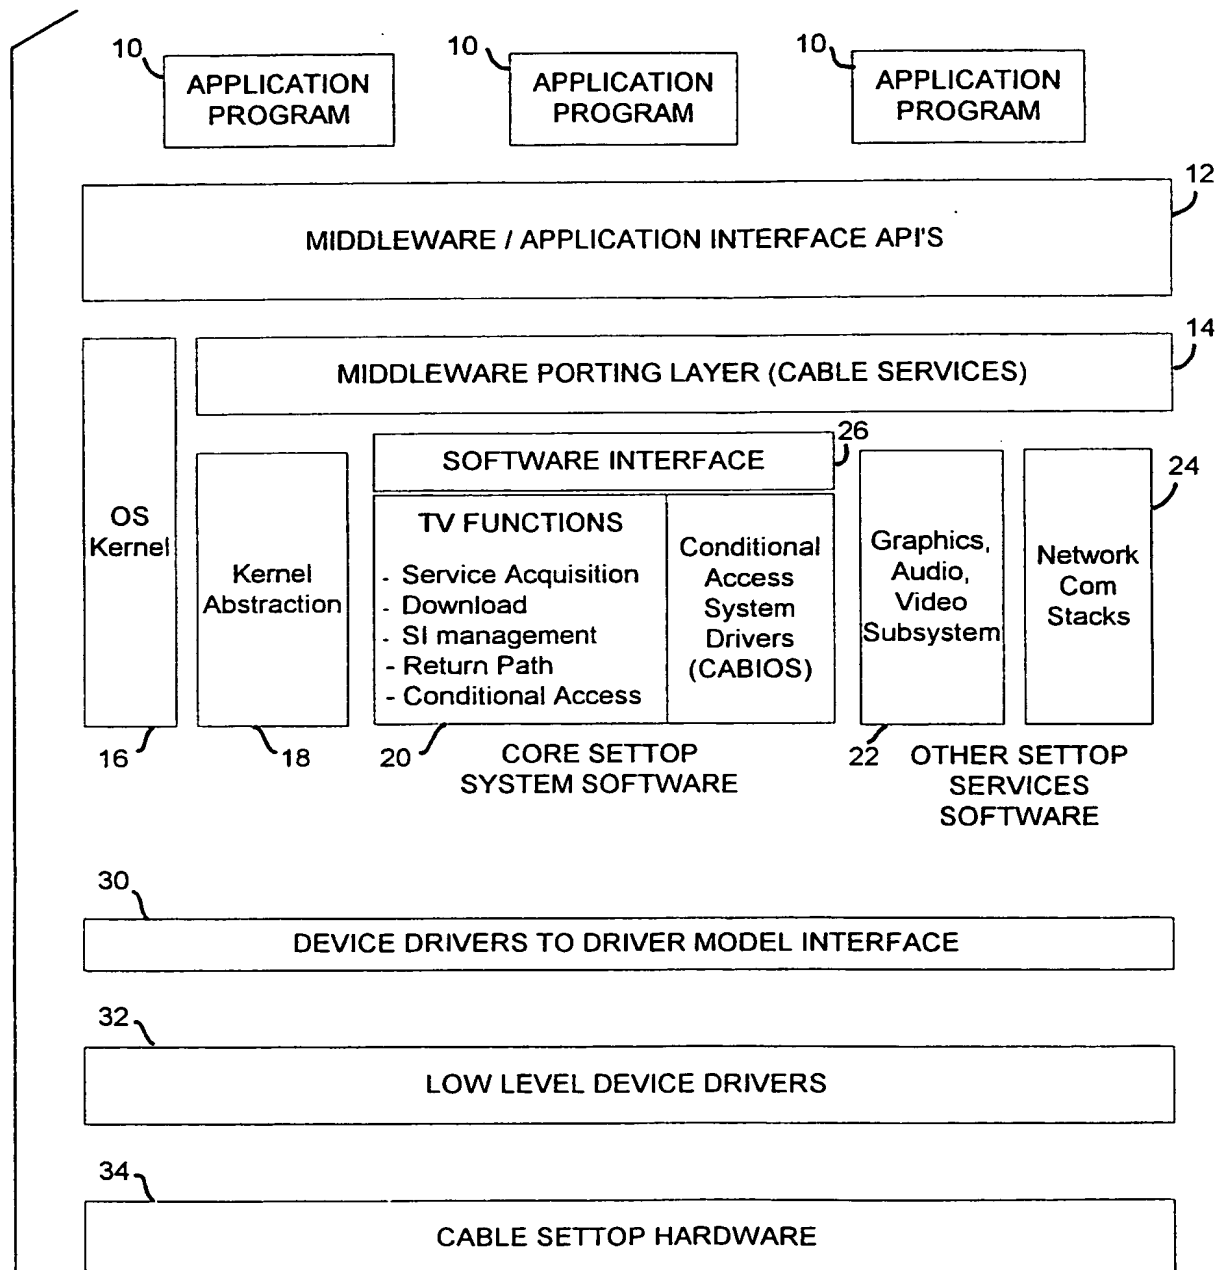 10
APPLICATION
PROGRAM
10
APPLICATION
PROGRAM
10
APPLICATION
PROGRAM
12
MIDDLEWARE / APPLICATION INTERFACE API'S
14
MIDDLEWARE PORTING LAYER (CABLE SERVICES)
OS
Kernel
16
Kernel
Abstraction
18
26
SOFTWARE INTERFACE
TV FUNCTIONS
- Service Acquisition
- Download
- SI management
- Return Path
- Conditional Access
Conditional
Access
System
Drivers
(CABIOS)
20
CORE SETTOP
SYSTEM SOFTWARE
Graphics,
Audio,
Video
Subsystem
22
24
Network
Com
Stacks
OTHER SETTOP
SERVICES
SOFTWARE
30
DEVICE DRIVERS TO DRIVER MODEL INTERFACE
32
LOW LEVEL DEVICE DRIVERS
34
CABLE SETTOP HARDWARE